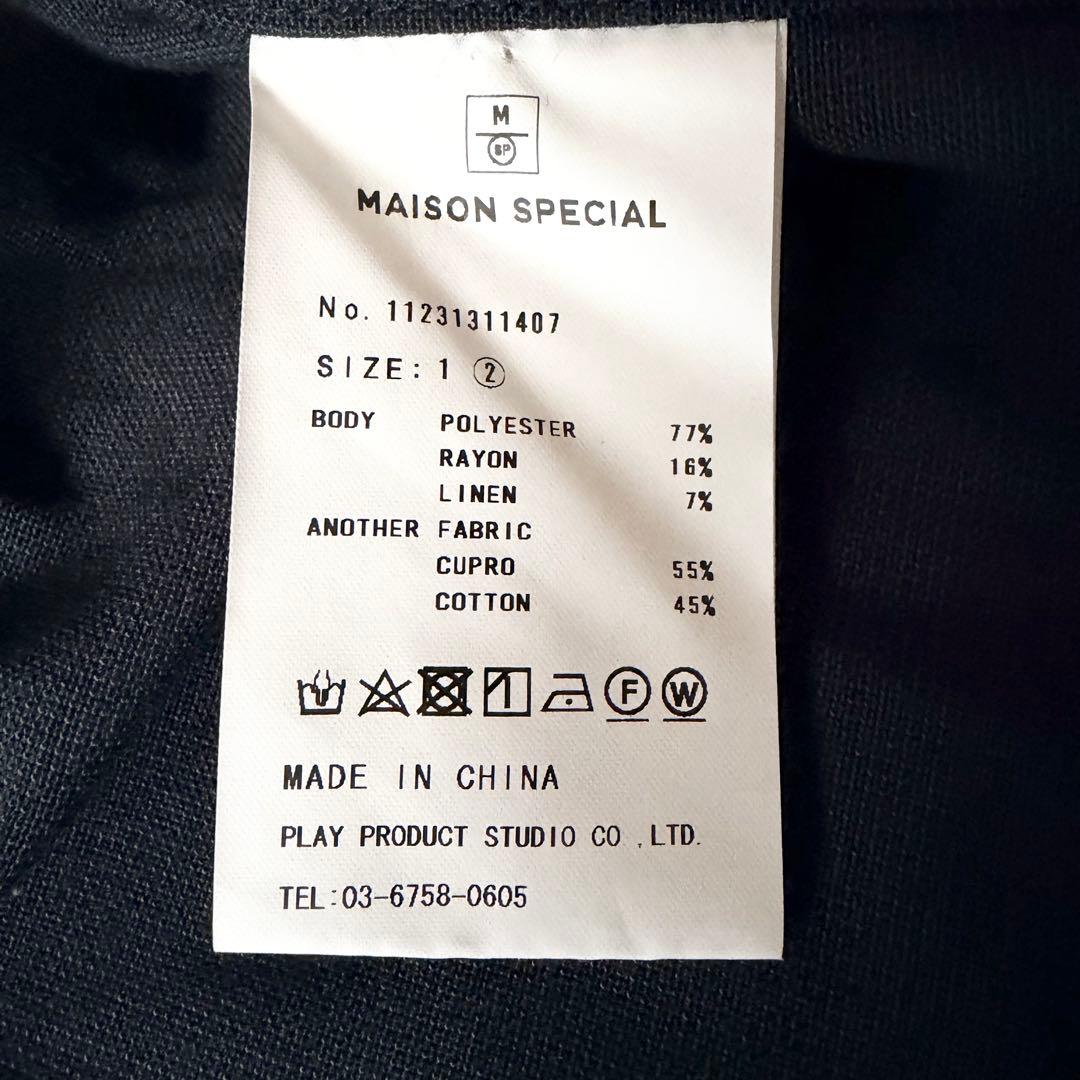 M
SP
MAISON SPECIAL
No. 11231311407
SIZE: 1 ②
BODY POLYESTER 77%
RAYON 16%
LINEN 7%
ANOTHER FABRIC
CUPRO 55%
COTTON 45%
F W
MADE IN CHINA
PLAY PRODUCT STUDIO CO.,LTD.
TEL:03-6758-0605